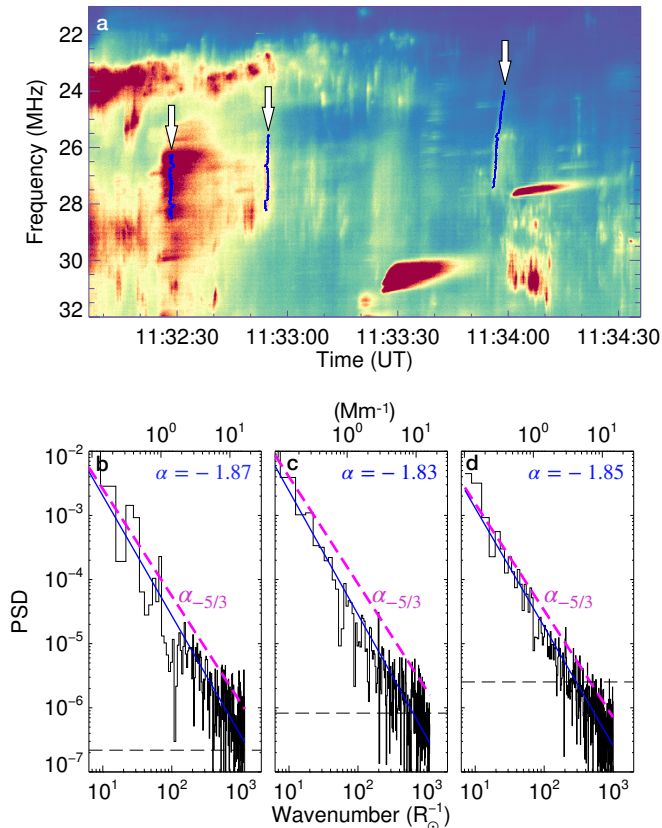 a
22
24
26
28
30
32
Frequency (MHz)
11:32:30 11:33:00 11:33:30 11:34:00 11:34:30
Time (UT)
(Mm⁻¹)
10⁰ 10¹ 10⁰ 10¹ 10⁰ 10¹
10⁻²
10⁻³
10⁻⁴
10⁻⁵
10⁻⁶
10⁻⁷
PSD
b
α = − 1.87
α₋₅/₃
c
α = − 1.83
α₋₅/₃
d
α = − 1.85
α₋₅/₃
10¹ 10² 10³ 10¹ 10² 10³ 10¹ 10² 10³
Wavenumber (R☉⁻¹)